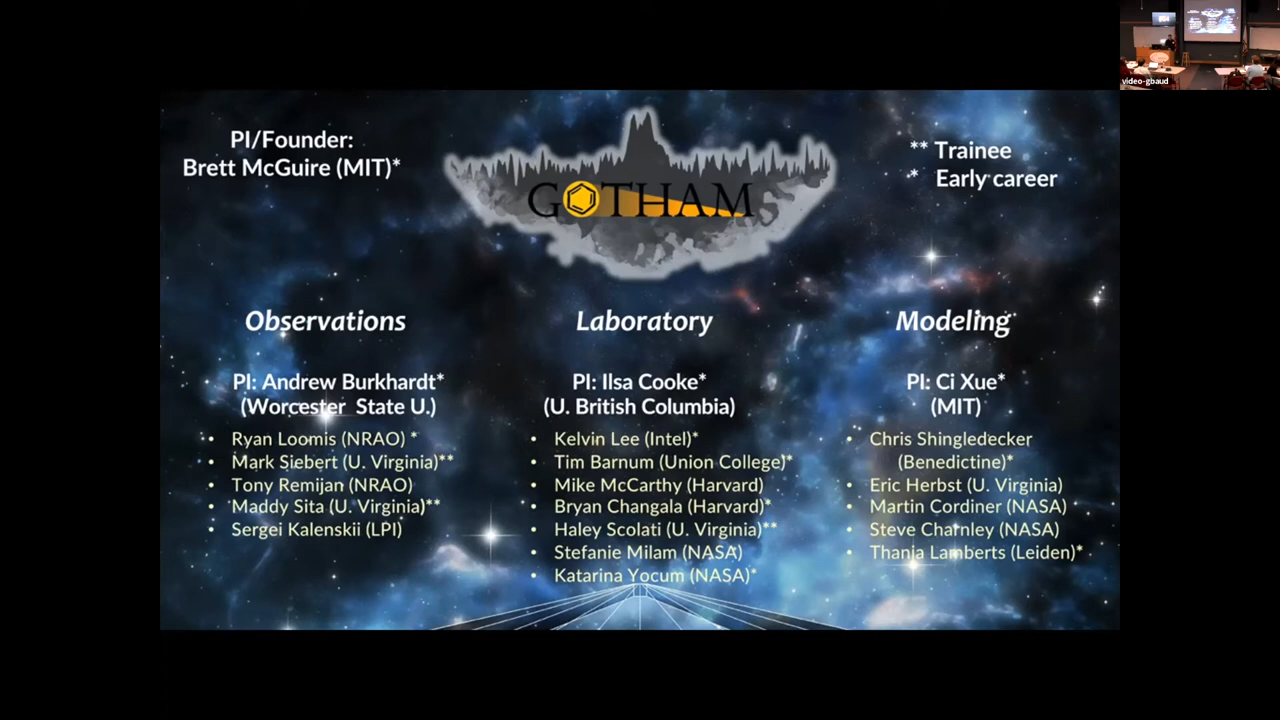 video-gbaud
PI/Founder:
Brett McGuire (MIT)*
GOTHAM
** Trainee
* Early career
Observations
PI: Andrew Burkhardt*
(Worcester State U.)
• Ryan Loomis (NRAO) *
• Mark Siebert (U. Virginia)**
• Tony Remijan (NRAO)
• Maddy Sita (U. Virginia)**
• Sergei Kalenskii (LPI)
Laboratory
PI: Ilsa Cooke*
(U. British Columbia)
• Kelvin Lee (Intel)*
• Tim Barnum (Union College)*
• Mike McCarthy (Harvard)
• Bryan Changala (Harvard)*
• Haley Scolati (U. Virginia)**
• Stefanie Milam (NASA)
• Katarina Yocum (NASA)*
Modeling
PI: Ci Xue*
(MIT)
• Chris Shingledecker
(Benedictine)*
• Eric Herbst (U. Virginia)
• Martin Cordiner (NASA)
• Steve Charnley (NASA)
• Thanja Lamberts (Leiden)*